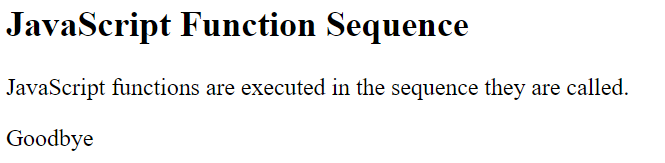 JavaScript Function Sequence
JavaScript functions are executed in the sequence they are called.
Goodbye